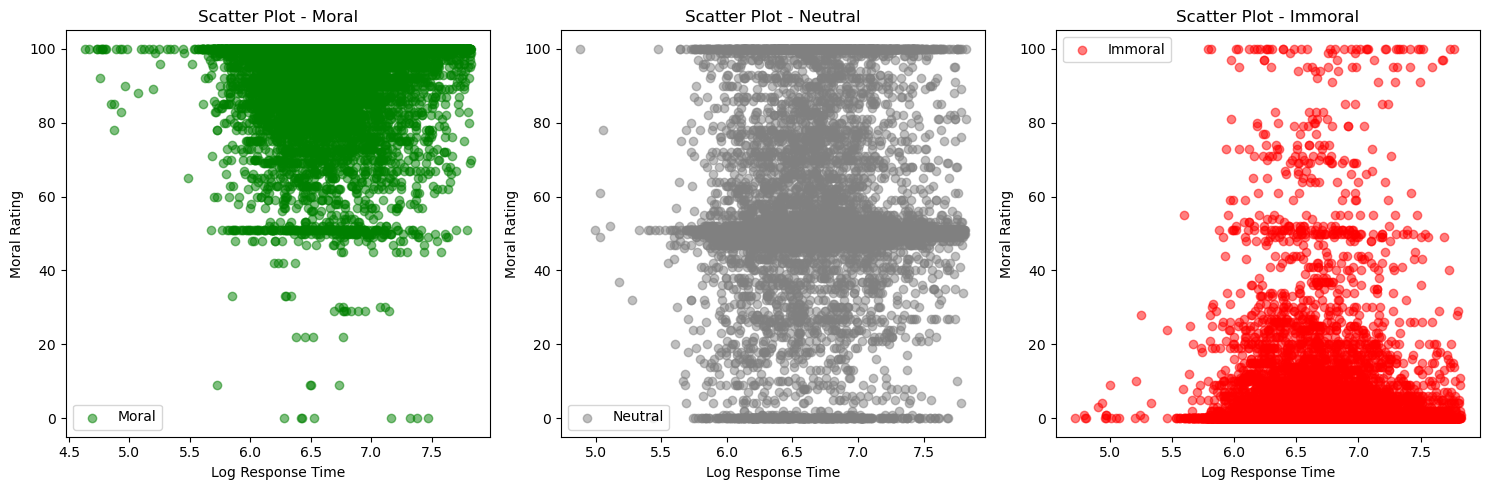 Scatter Plot - Moral
100
80
60
40
20
0
Moral Rating
Moral
4.5 5.0 5.5 6.0 6.5 7.0 7.5
Log Response Time
Scatter Plot - Neutral
100
80
60
40
20
0
Moral Rating
Neutral
5.0 5.5 6.0 6.5 7.0 7.5
Log Response Time
Scatter Plot - Immoral
Immoral
100
80
60
40
20
0
Moral Rating
5.0 5.5 6.0 6.5 7.0 7.5
Log Response Time